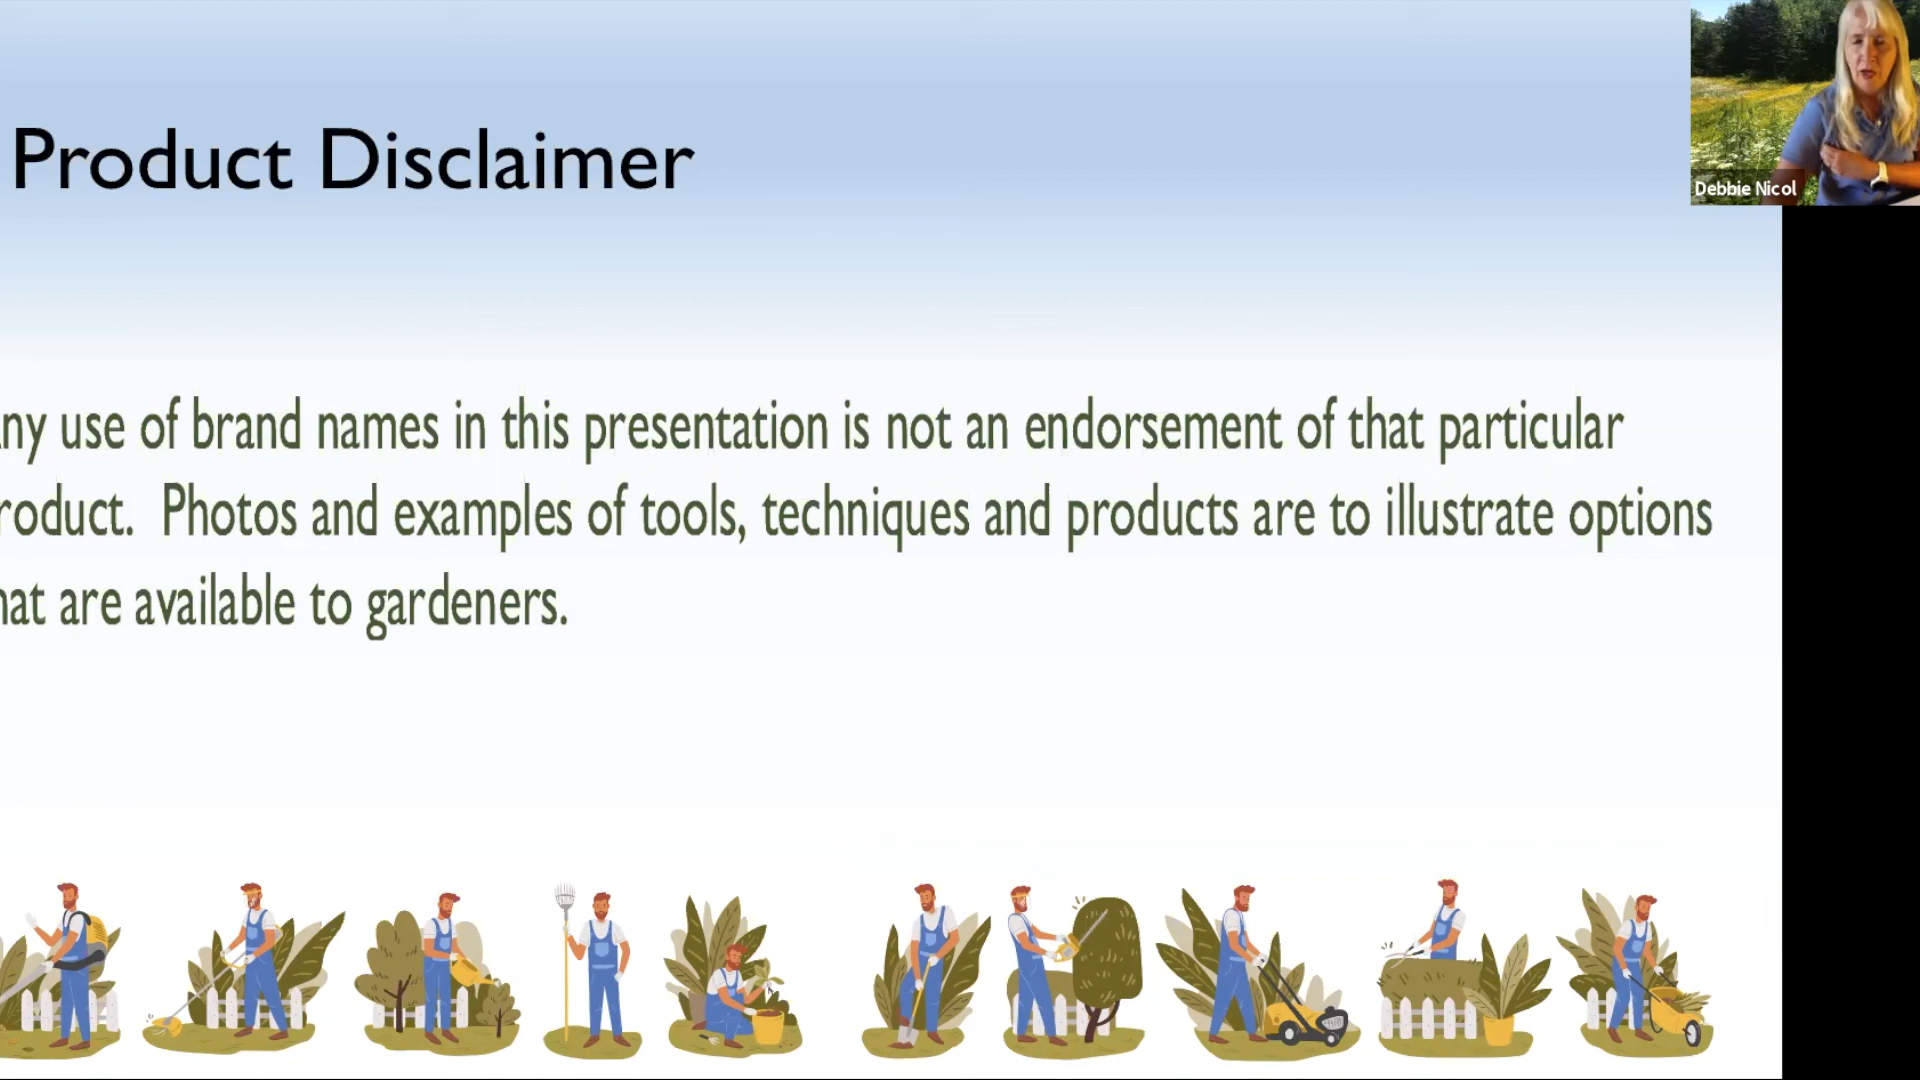 Product Disclaimer
Debbie Nicol
ny use of brand names in this presentation is not an endorsement of that particular
roduct. Photos and examples of tools, techniques and products are to illustrate options
hat are available to gardeners.